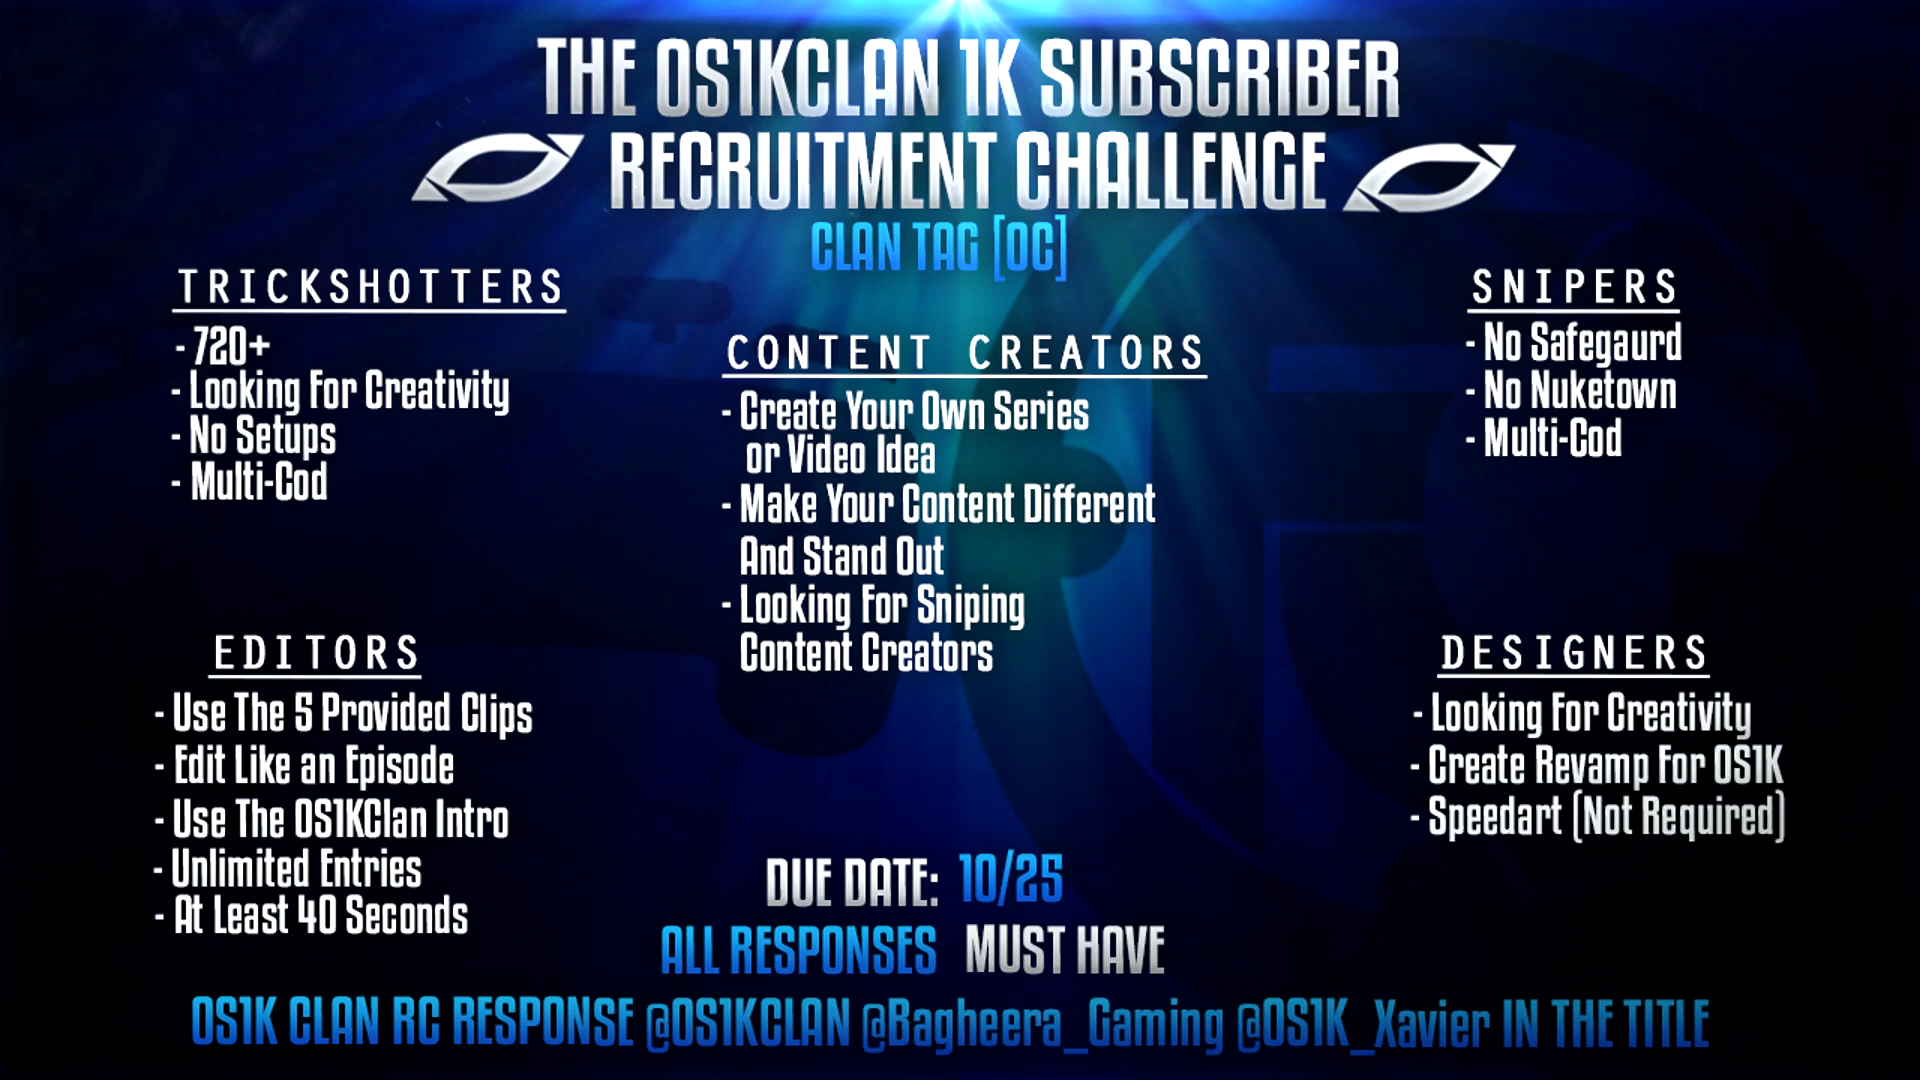 THE OS1KCLAN 1K SUBSCRIBER
RECRUITMENT CHALLENGE
CLAN TAG [OC]
TRICKSHOTTERS
- 720+
- Looking For Creativity
- No Setups
- Multi-Cod
CONTENT CREATORS
- Create Your Own Series
or Video Idea
- Make Your Content Different
And Stand Out
- Looking For Sniping
Content Creators
SNIPERS
- No Safegaurd
- No Nuketown
- Multi-Cod
EDITORS
- Use The 5 Provided Clips
- Edit Like an Episode
- Use The OS1KClan Intro
- Unlimited Entries
- At Least 40 Seconds
DESIGNERS
- Looking For Creativity
- Create Revamp For OS1K
- Speedart (Not Required)
DUE DATE: 10/25
ALL RESPONSES MUST HAVE
OS1K CLAN RC RESPONSE @OS1KCLAN @Bagheera_Gaming @OS1K_Xavier IN THE TITLE